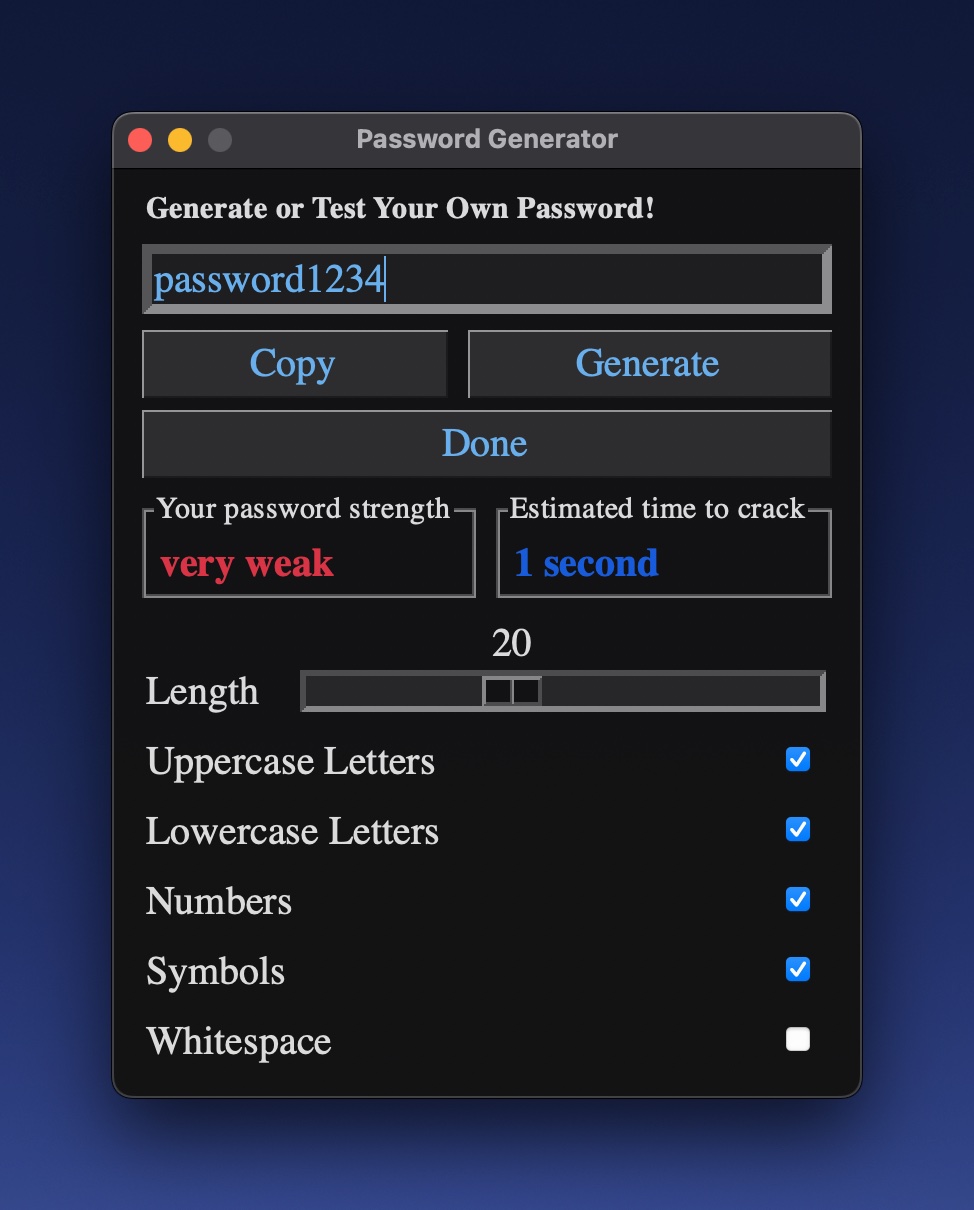 Password Generator
Generate or Test Your Own Password!
password1234
Copy Generate
Done
Your password strength Estimated time to crack
very weak 1 second
20
Length
Uppercase Letters
Lowercase Letters
Numbers
Symbols
Whitespace